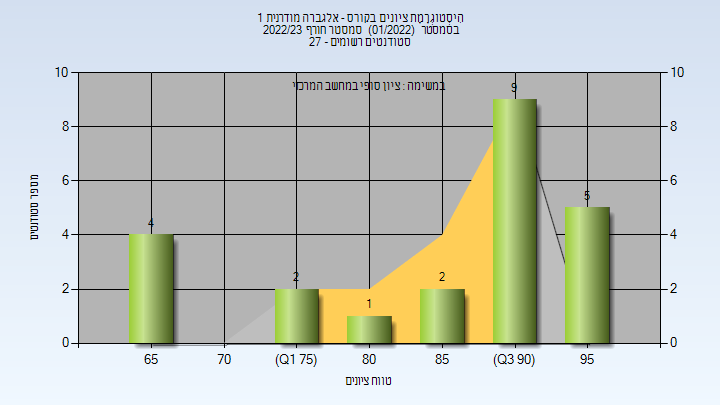 היסטוגרמת ציונים בקורס - אלגברה מודרנית 1
בסמסטר (01/2022) סמסטר חורף 2022/23
סטודנטים רשומים - 27
במשימה : ציון סופי במחשב המרכזי
10 10
8 8
6 6
4 4
2 2
0 0
4 2 1 2 9 5
65 70 (Q1 75) 80 85 (Q3 90) 95
מספר סטודנטים
טווח ציונים